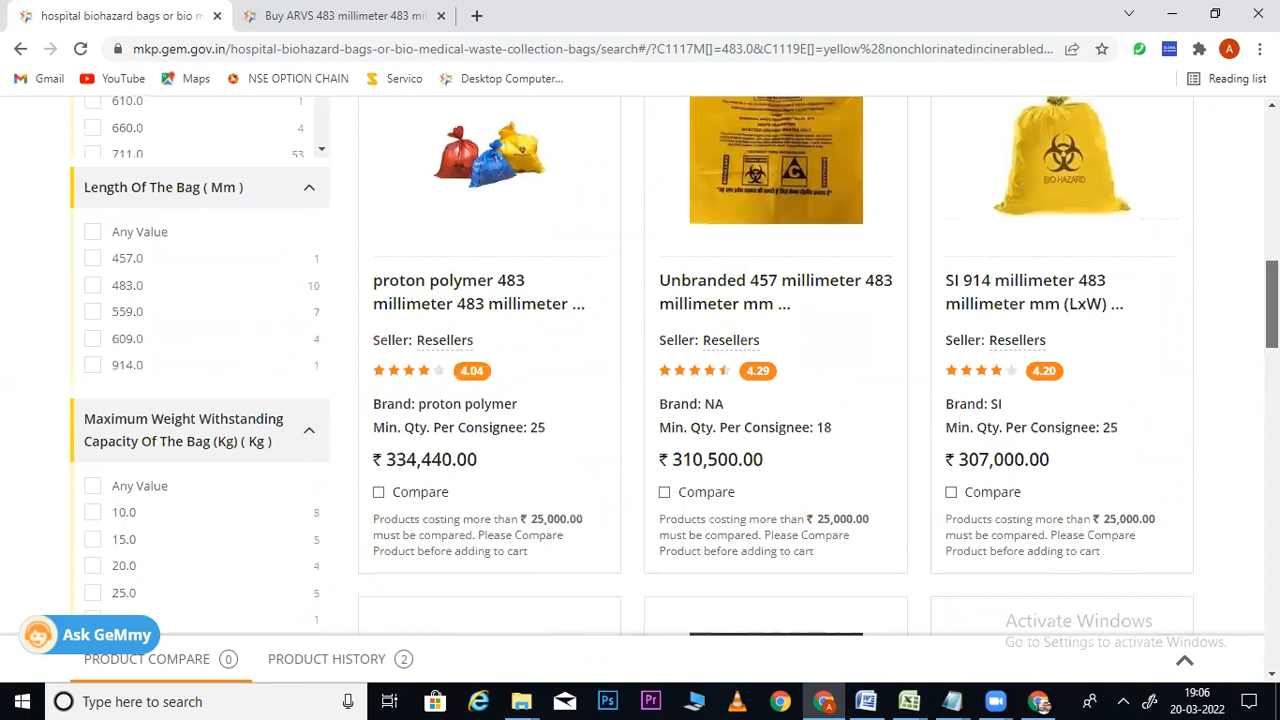 hospital biohazard bags or bio m
Buy ARVS 483 millimeter 483 mil
mkp.gem.gov.in/hospital-biohazard-bags-or-bio-medical-waste-collection-bags/search#/?C1117M[]=483.0&C1119E[]=yellow%28nonchlorinatedincinerabled...
Gmail
YouTube
Maps
NSE OPTION CHAIN
Servico
Desktop Computer...
Reading list
A
610.0 1
660.0 4
711.0 53
Length Of The Bag ( Mm )
Any Value
457.0 1
483.0 10
559.0 7
609.0 4
914.0 1
Maximum Weight Withstanding
Capacity Of The Bag (Kg) ( Kg )
Any Value
10.0 8
15.0 5
20.0 4
25.0 5
1
Ask GeMmy
proton polymer 483
millimeter 483 millimeter ...
Seller: Resellers
4.04
Brand: proton polymer
Min. Qty. Per Consignee: 25
₹ 334,440.00
Compare
Products costing more than ₹ 25,000.00
must be compared. Please Compare
Product before adding to cart
Unbranded 457 millimeter 483
millimeter mm ...
Seller: Resellers
4.29
Brand: NA
Min. Qty. Per Consignee: 18
₹ 310,500.00
Compare
Products costing more than ₹ 25,000.00
must be compared. Please Compare
Product before adding to cart
BIO HAZARD
SI 914 millimeter 483
millimeter mm (LxW) ...
Seller: Resellers
4.20
Brand: SI
Min. Qty. Per Consignee: 25
₹ 307,000.00
Compare
Products costing more than ₹ 25,000.00
must be compared. Please Compare
Product before adding to cart
Activate Windows
Go to Settings to activate Windows.
PRODUCT COMPARE 0
PRODUCT HISTORY 2
Type here to search
19:06
20-03-2022